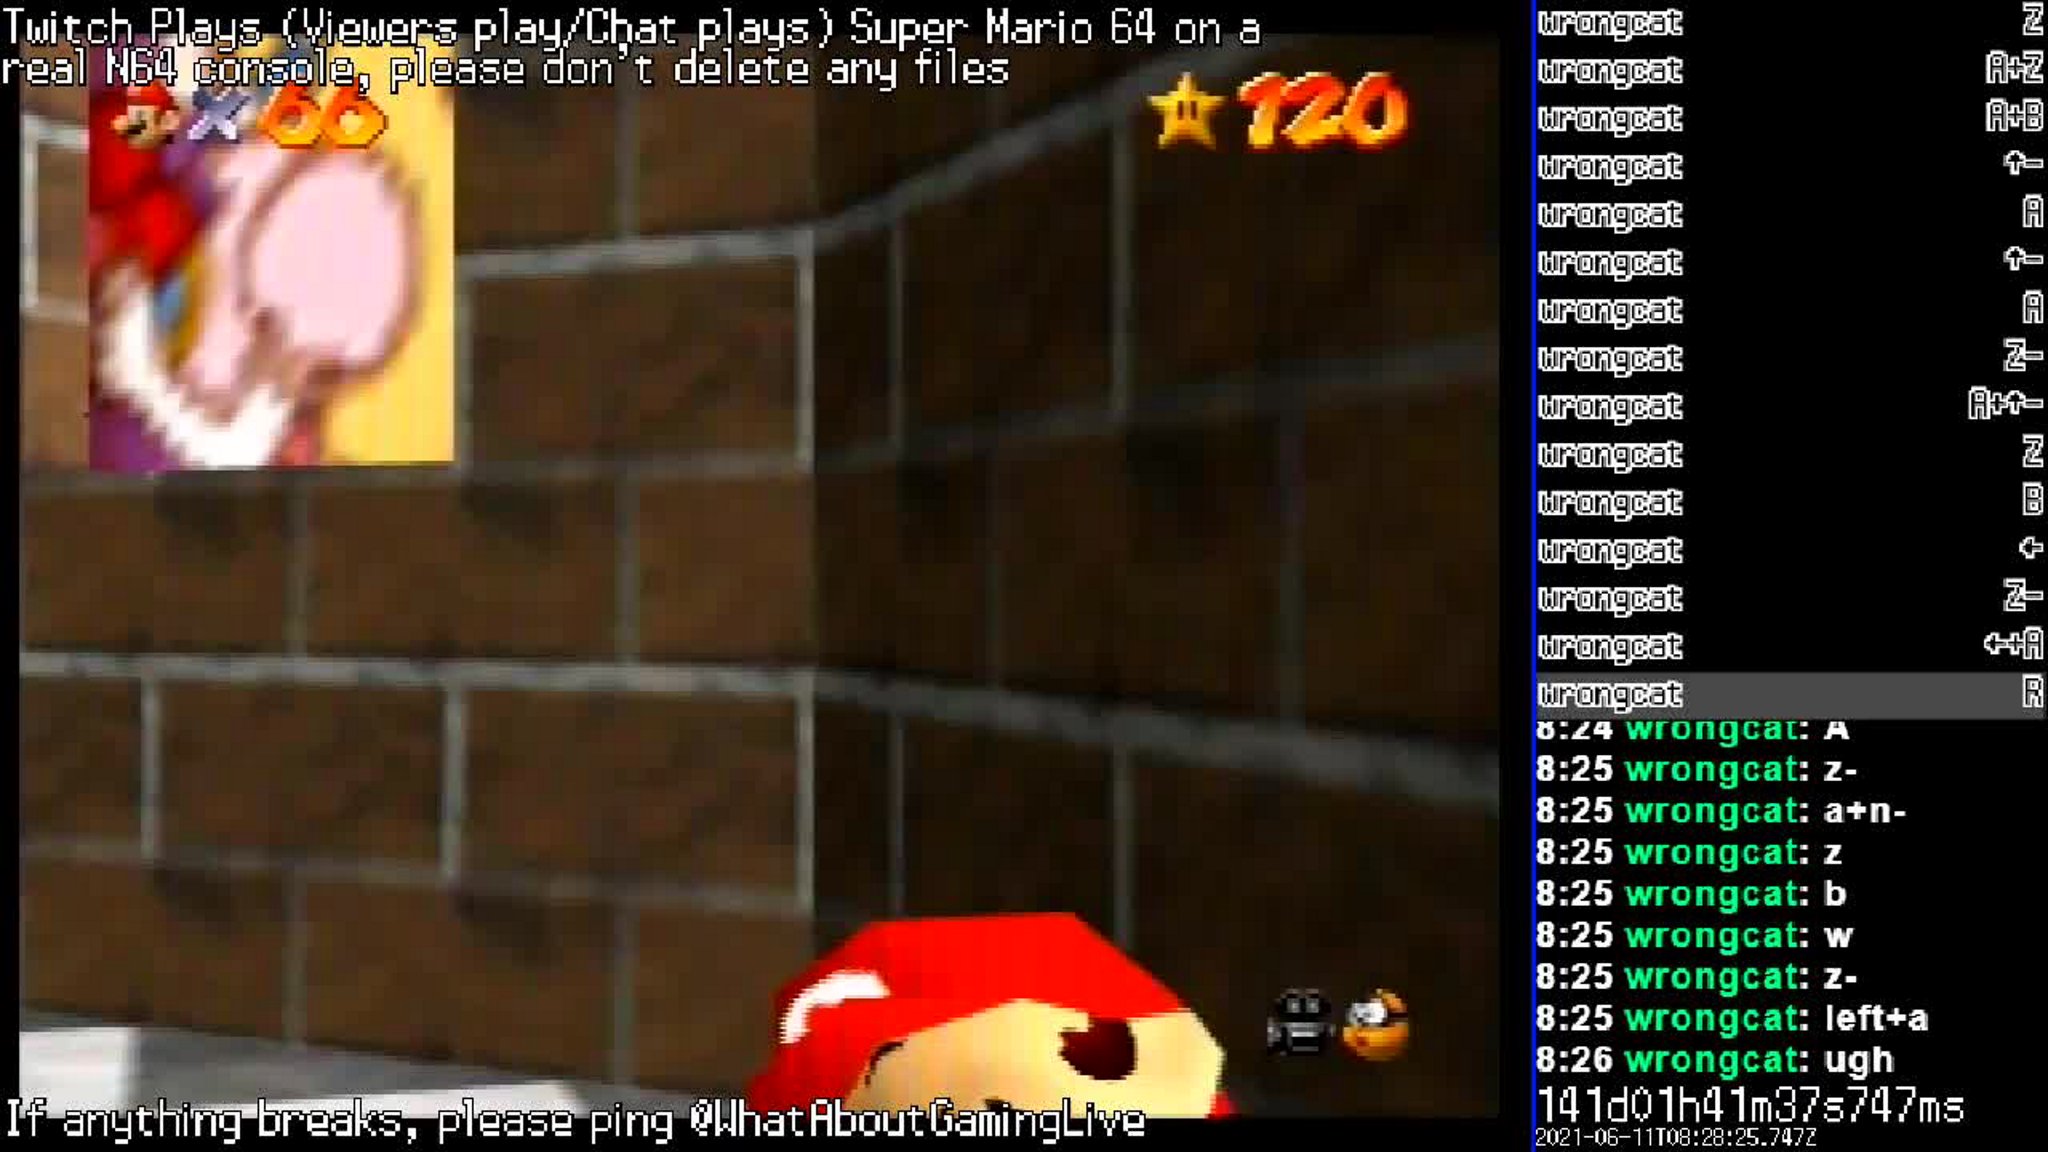 Twitch Plays (Viewers play/Chat plays) Super Mario 64 on a
real N64 console, please don't delete any files
66
120
wrongcat Z
wrongcat A+Z
wrongcat A+B
wrongcat ↑-
wrongcat A
wrongcat ↑-
wrongcat A
wrongcat Z-
wrongcat A+↑-
wrongcat Z
wrongcat B
wrongcat ←
wrongcat Z-
wrongcat ←+A
wrongcat R
8:24 wrongcat: A
8:25 wrongcat: z-
8:25 wrongcat: a+n-
8:25 wrongcat: z
8:25 wrongcat: b
8:25 wrongcat: w
8:25 wrongcat: z-
8:25 wrongcat: left+a
8:26 wrongcat: ugh
141d01h41m37s747ms
2021-06-11T08:28:25.747Z
If anything breaks, please ping @WhatAboutGamingLive